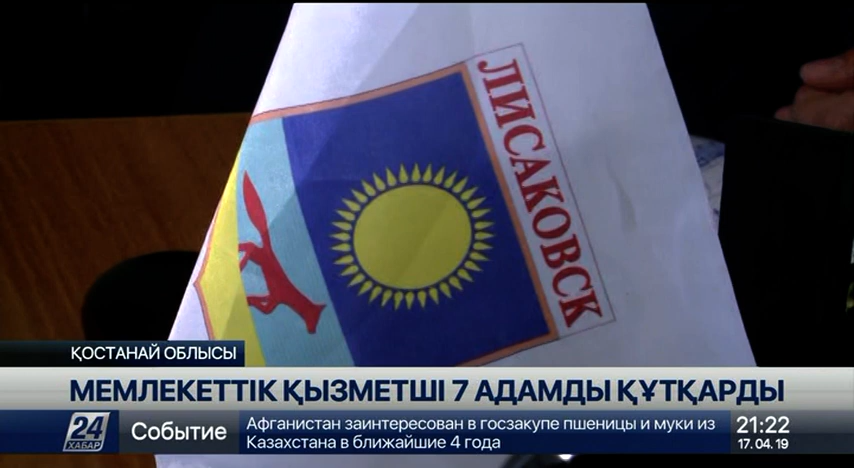 ЛИСАКОВСК
ҚОСТАНАЙ ОБЛЫСЫ
МЕМЛЕКЕТТІК ҚЫЗМЕТШІ 7 АДАМДЫ ҚҰТҚАРДЫ
24
ХАБАР
Событие
Афганистан заинтересован в госзакупе пшеницы и муки из
Казахстана в ближайшие 4 года
21:22
17.04.19